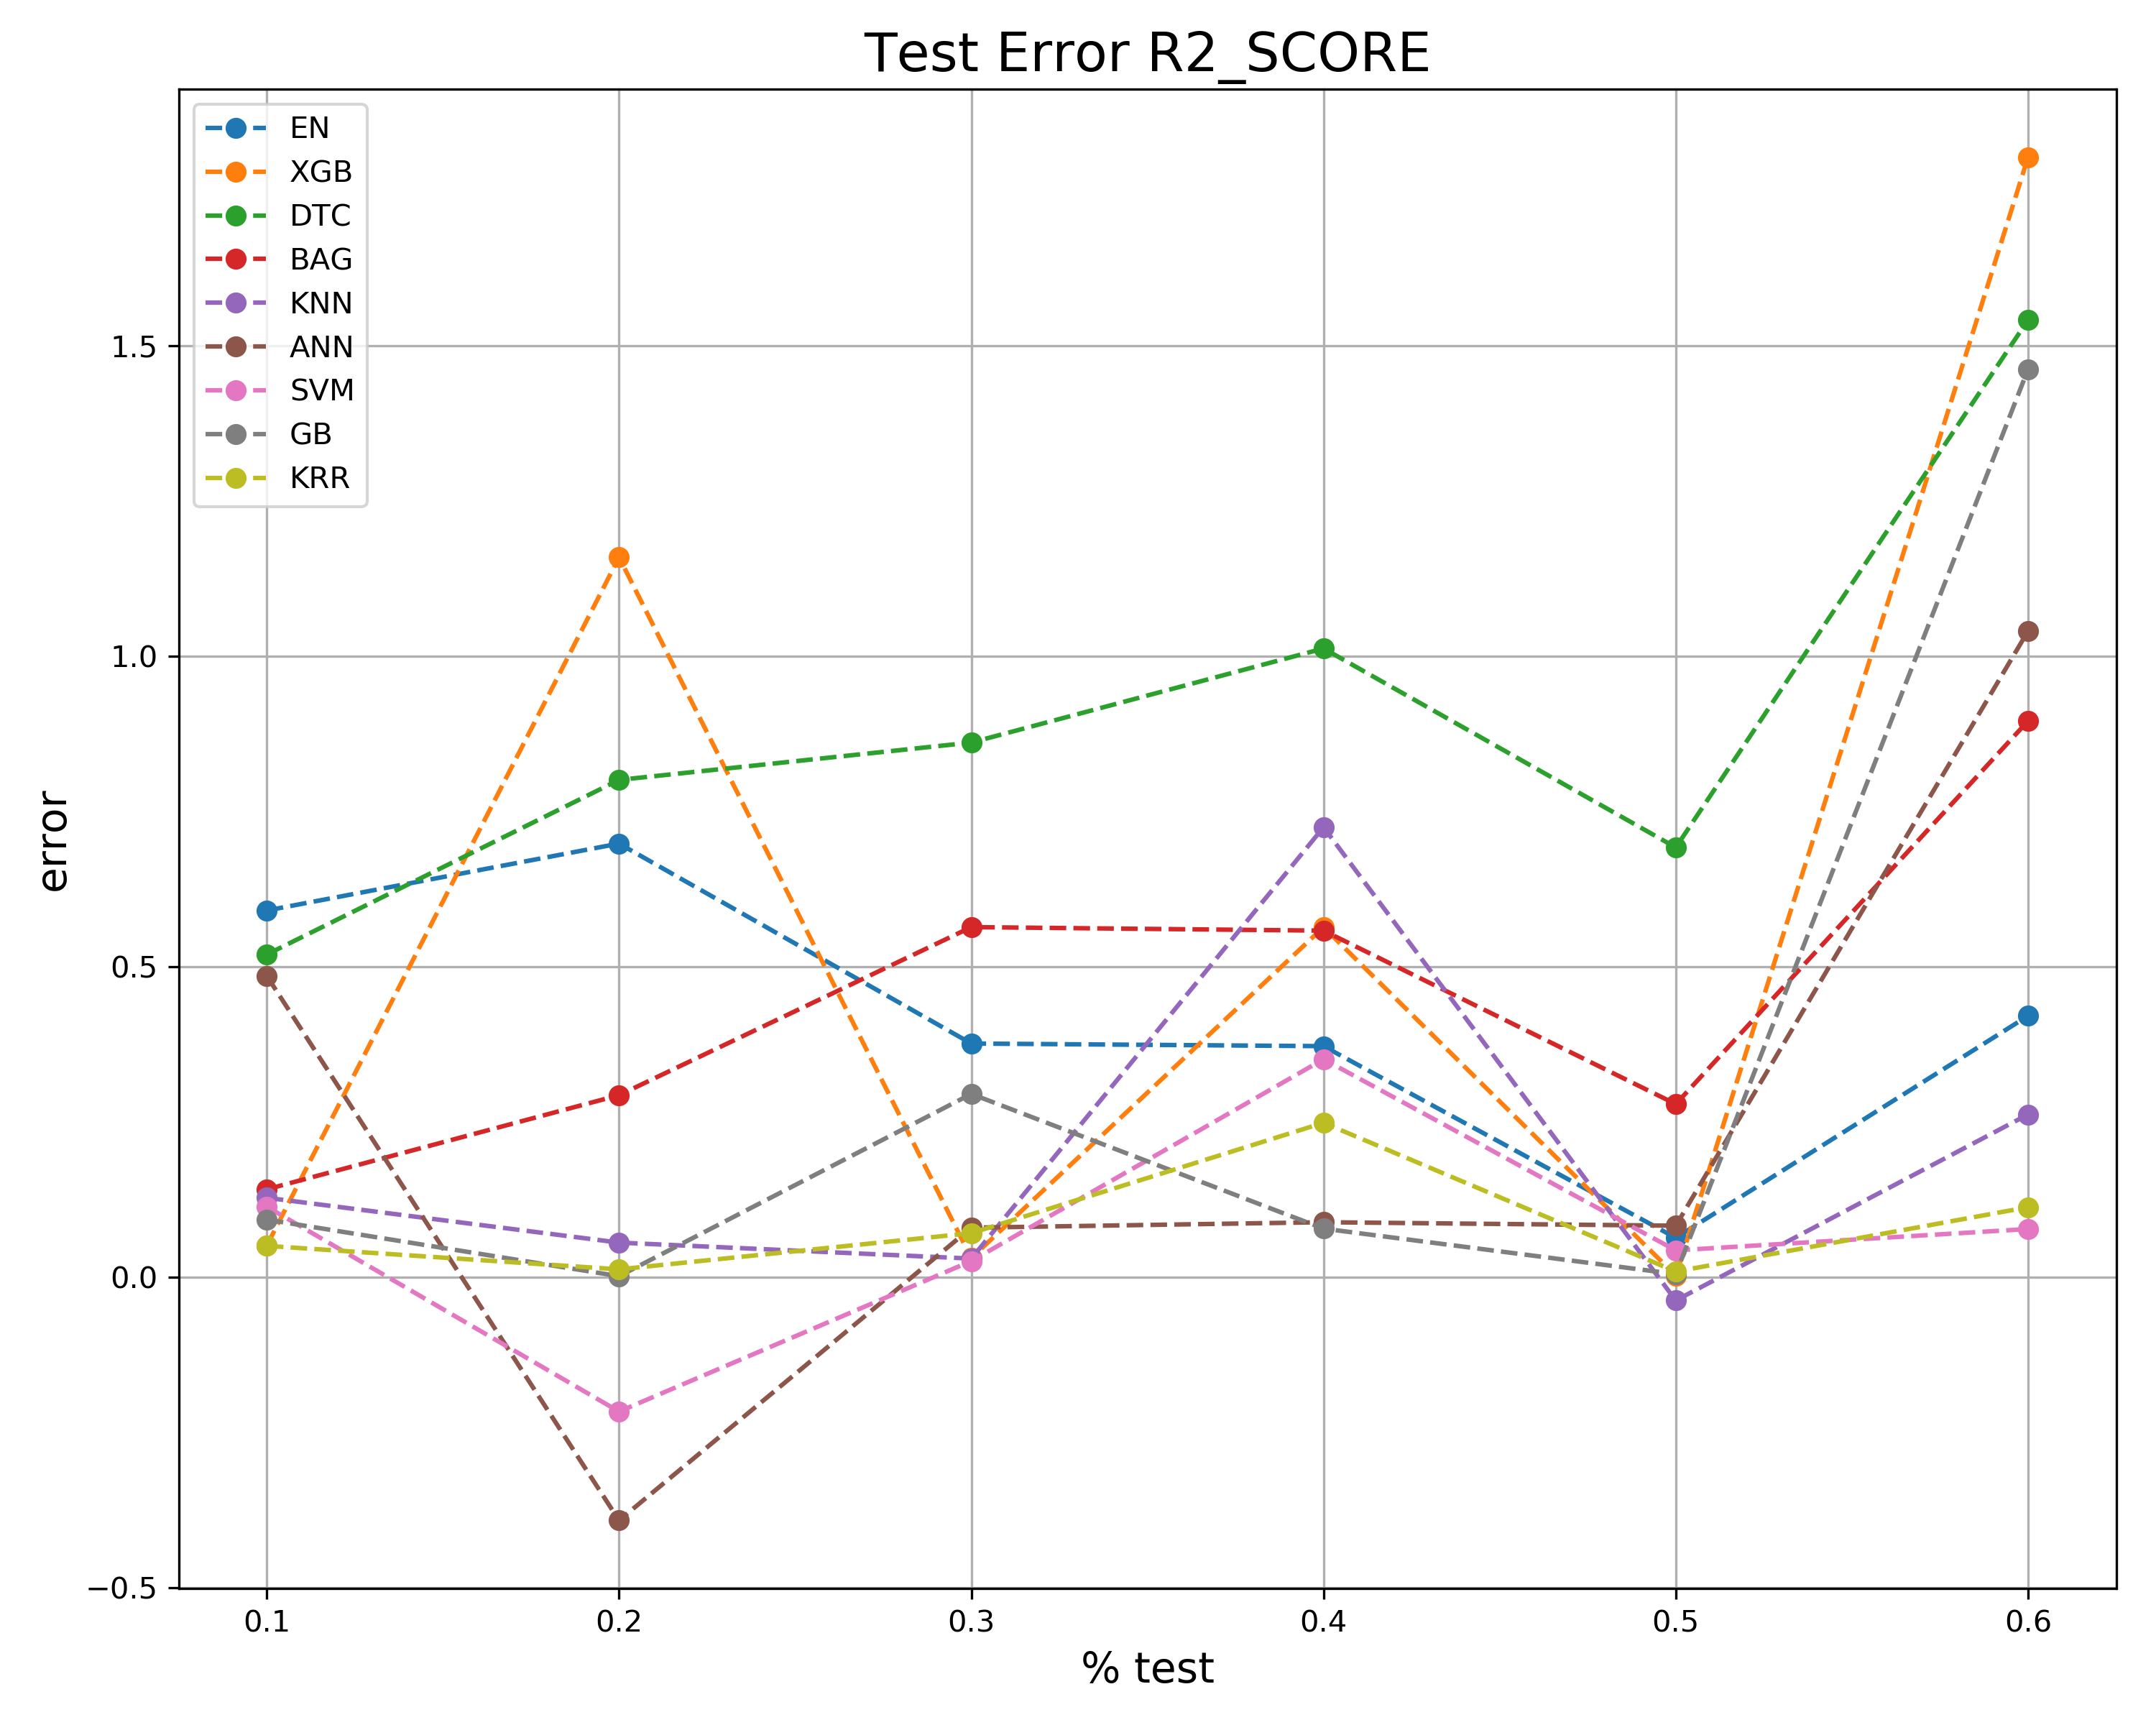 Test Error R2_SCORE
EN
XGB
DTC
BAG
KNN
ANN
SVM
GB
KRR
1.5
1.0
0.5
0.0
−0.5
error
0.1 0.2 0.3 0.4 0.5 0.6
% test